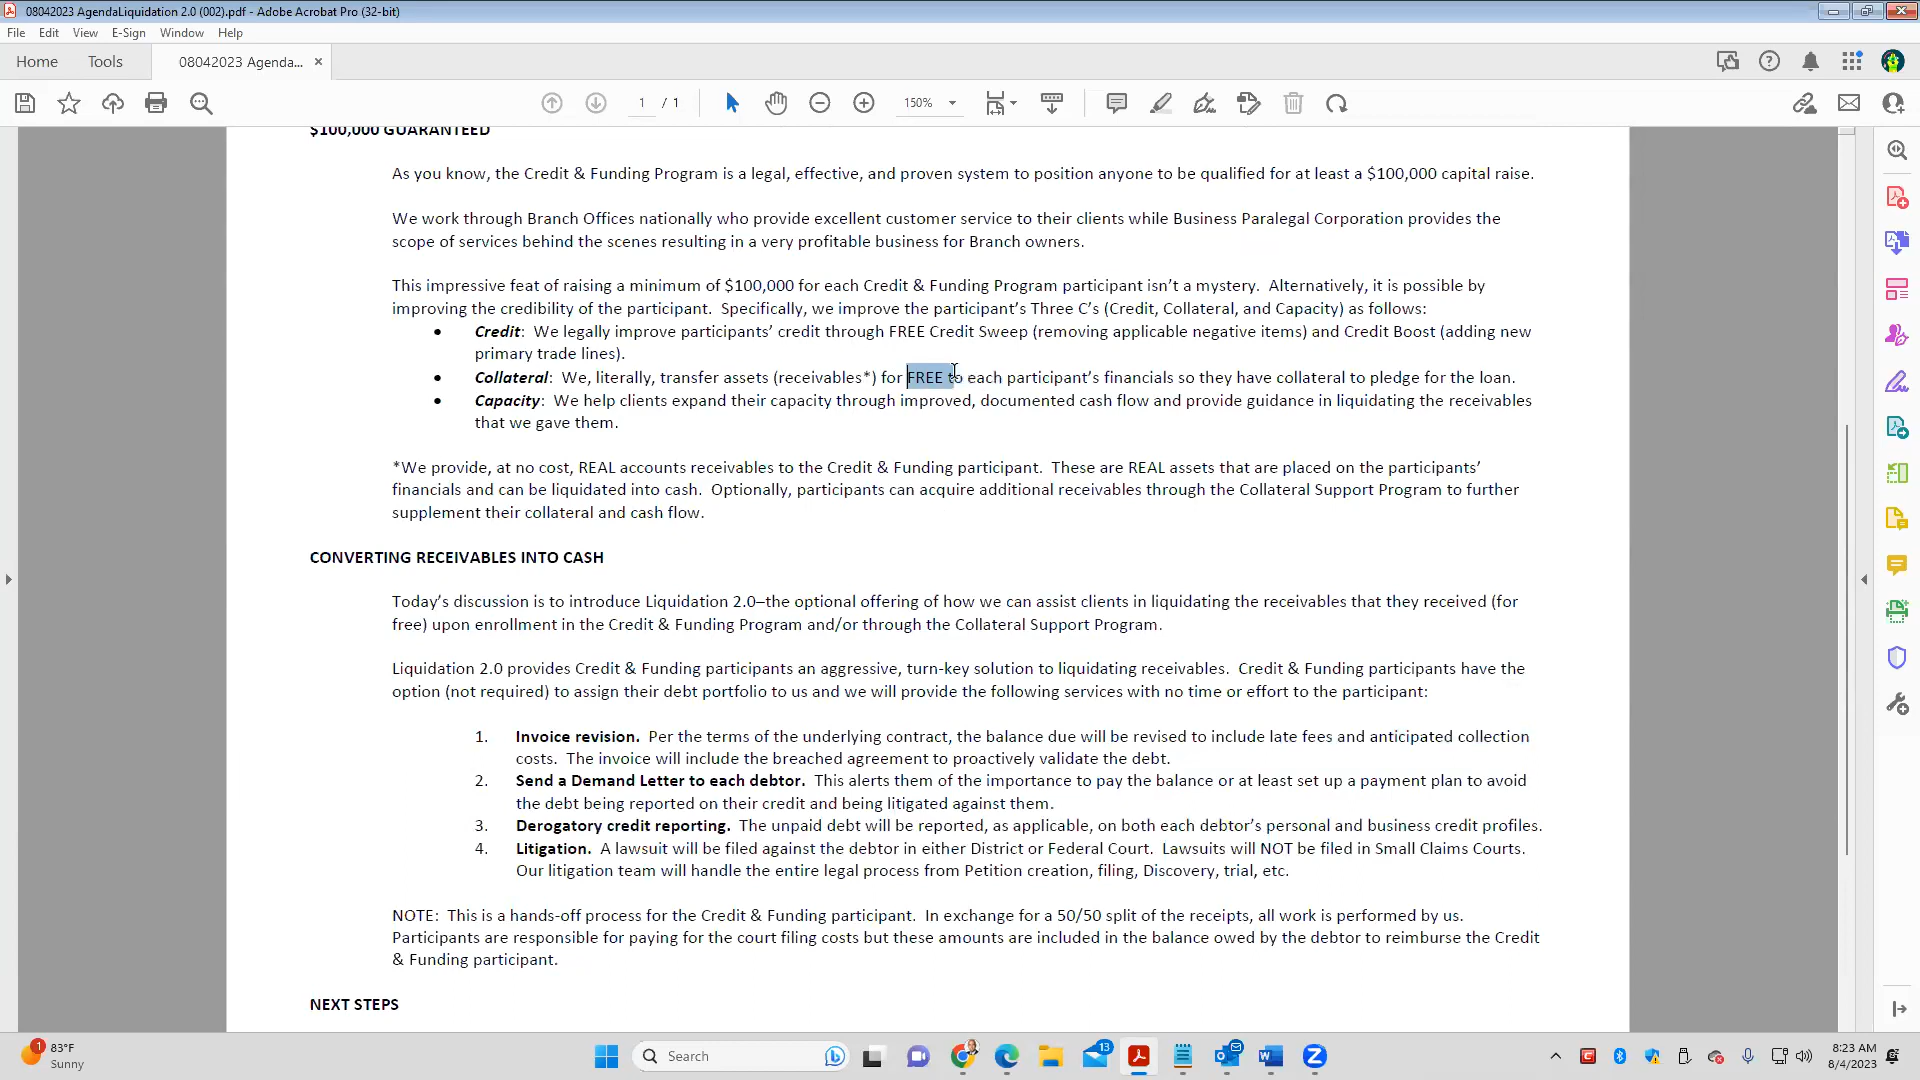 08042023 AgendaLiquidation 2.0 (002).pdf - Adobe Acrobat Pro (32-bit)
File Edit View E-Sign Window Help
Home Tools 08042023 Agenda... ×
1 / 1 150%
$100,000 GUARANTEED
As you know, the Credit & Funding Program is a legal, effective, and proven system to position anyone to be qualified for at least a $100,000 capital raise.
We work through Branch Offices nationally who provide excellent customer service to their clients while Business Paralegal Corporation provides the
scope of services behind the scenes resulting in a very profitable business for Branch owners.
This impressive feat of raising a minimum of $100,000 for each Credit & Funding Program participant isn't a mystery.  Alternatively, it is possible by
improving the credibility of the participant.  Specifically, we improve the participant's Three C's (Credit, Collateral, and Capacity) as follows:
• Credit:  We legally improve participants' credit through FREE Credit Sweep (removing applicable negative items) and Credit Boost (adding new
primary trade lines).
• Collateral:  We, literally, transfer assets (receivables*) for FREE to each participant's financials so they have collateral to pledge for the loan.
• Capacity:  We help clients expand their capacity through improved, documented cash flow and provide guidance in liquidating the receivables
that we gave them.
*We provide, at no cost, REAL accounts receivables to the Credit & Funding participant.  These are REAL assets that are placed on the participants'
financials and can be liquidated into cash.  Optionally, participants can acquire additional receivables through the Collateral Support Program to further
supplement their collateral and cash flow.
CONVERTING RECEIVABLES INTO CASH
Today's discussion is to introduce Liquidation 2.0–the optional offering of how we can assist clients in liquidating the receivables that they received (for
free) upon enrollment in the Credit & Funding Program and/or through the Collateral Support Program.
Liquidation 2.0 provides Credit & Funding participants an aggressive, turn-key solution to liquidating receivables.  Credit & Funding participants have the
option (not required) to assign their debt portfolio to us and we will provide the following services with no time or effort to the participant:
1. Invoice revision.  Per the terms of the underlying contract, the balance due will be revised to include late fees and anticipated collection
costs.  The invoice will include the breached agreement to proactively validate the debt.
2. Send a Demand Letter to each debtor.  This alerts them of the importance to pay the balance or at least set up a payment plan to avoid
the debt being reported on their credit and being litigated against them.
3. Derogatory credit reporting.  The unpaid debt will be reported, as applicable, on both each debtor's personal and business credit profiles.
4. Litigation.  A lawsuit will be filed against the debtor in either District or Federal Court.  Lawsuits will NOT be filed in Small Claims Courts.
Our litigation team will handle the entire legal process from Petition creation, filing, Discovery, trial, etc.
NOTE:  This is a hands-off process for the Credit & Funding participant.  In exchange for a 50/50 split of the receipts, all work is performed by us.
Participants are responsible for paying for the court filing costs but these amounts are included in the balance owed by the debtor to reimburse the Credit
& Funding participant.
NEXT STEPS
1 83°F
Sunny
Search
13
8:23 AM
8/4/2023